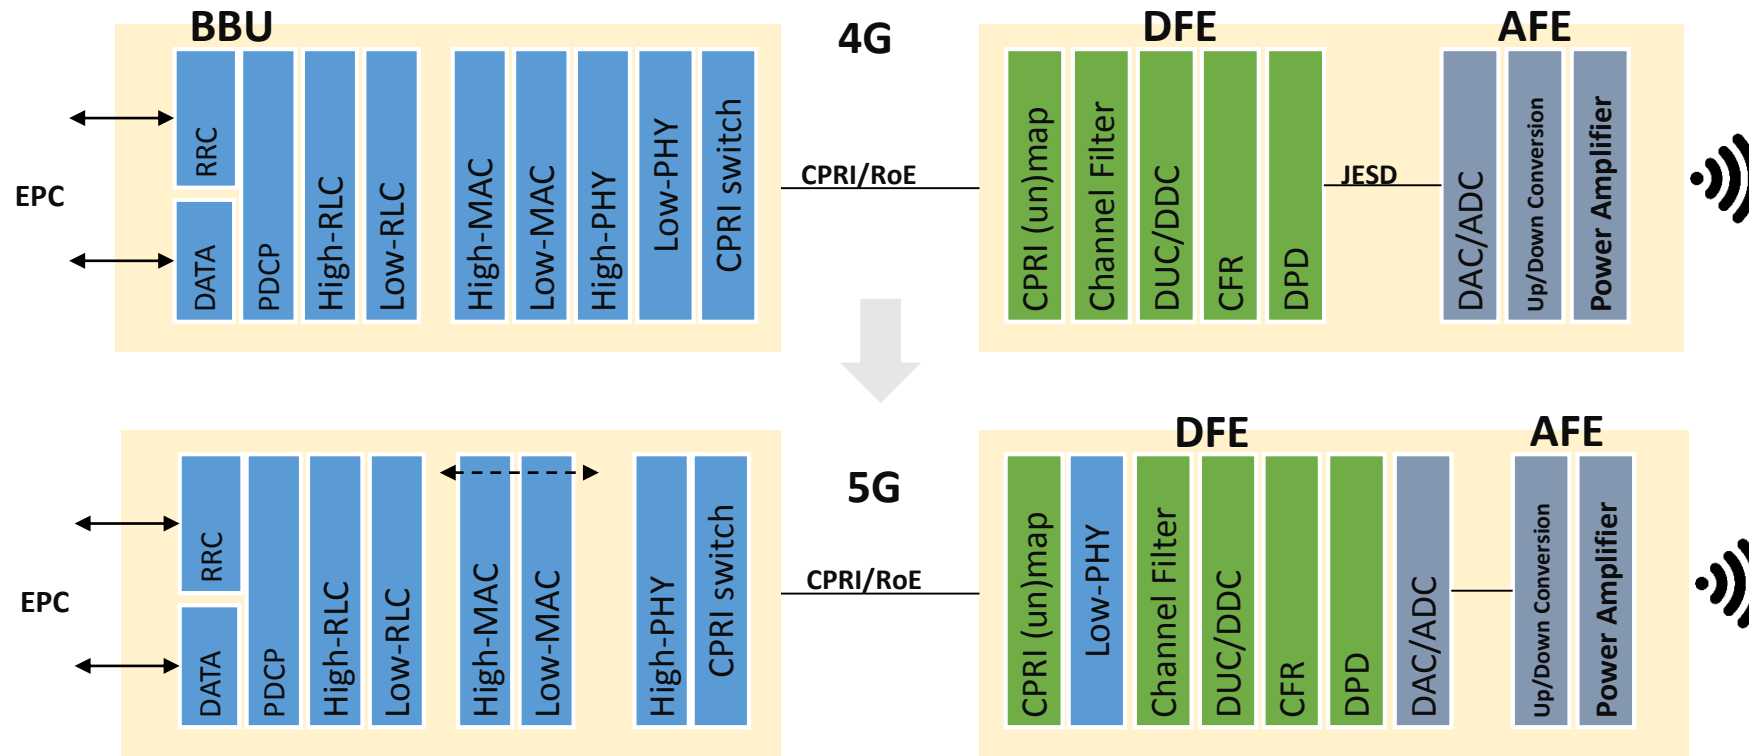 BBU
4G
DFE
AFE
EPC
RRC
DATA
PDCP
High-RLC
Low-RLC
High-MAC
Low-MAC
High-PHY
Low-PHY
CPRI switch
CPRI/RoE
CPRI (un)map
Channel Filter
DUC/DDC
CFR
DPD
JESD
DAC/ADC
Up/Down Conversion
Power Amplifier
5G
DFE
AFE
EPC
RRC
DATA
PDCP
High-RLC
Low-RLC
High-MAC
Low-MAC
High-PHY
CPRI switch
CPRI/RoE
CPRI (un)map
Low-PHY
Channel Filter
DUC/DDC
CFR
DPD
DAC/ADC
Up/Down Conversion
Power Amplifier